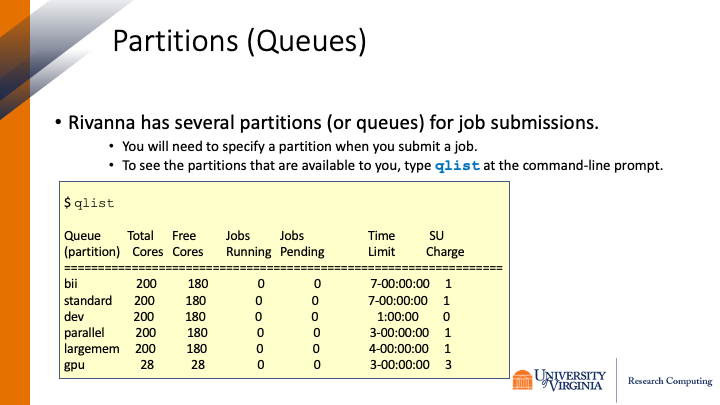 Partitions (Queues)
• Rivanna has several partitions (or queues) for job submissions.
• You will need to specify a partition when you submit a job.
• To see the partitions that are available to you, type qlist at the command-line prompt.
$ qlist
Queue Total Free Jobs Jobs Time SU
(partition) Cores Cores Running Pending Limit Charge
==================================================================
bii 200 180 0 0 7-00:00:00 1
standard 200 180 0 0 7-00:00:00 1
dev 200 180 0 0 1:00:00 0
parallel 200 180 0 0 3-00:00:00 1
largemem 200 180 0 0 4-00:00:00 1
gpu 28 28 0 0 3-00:00:00 3
UNIVERSITY
of VIRGINIA
Research Computing